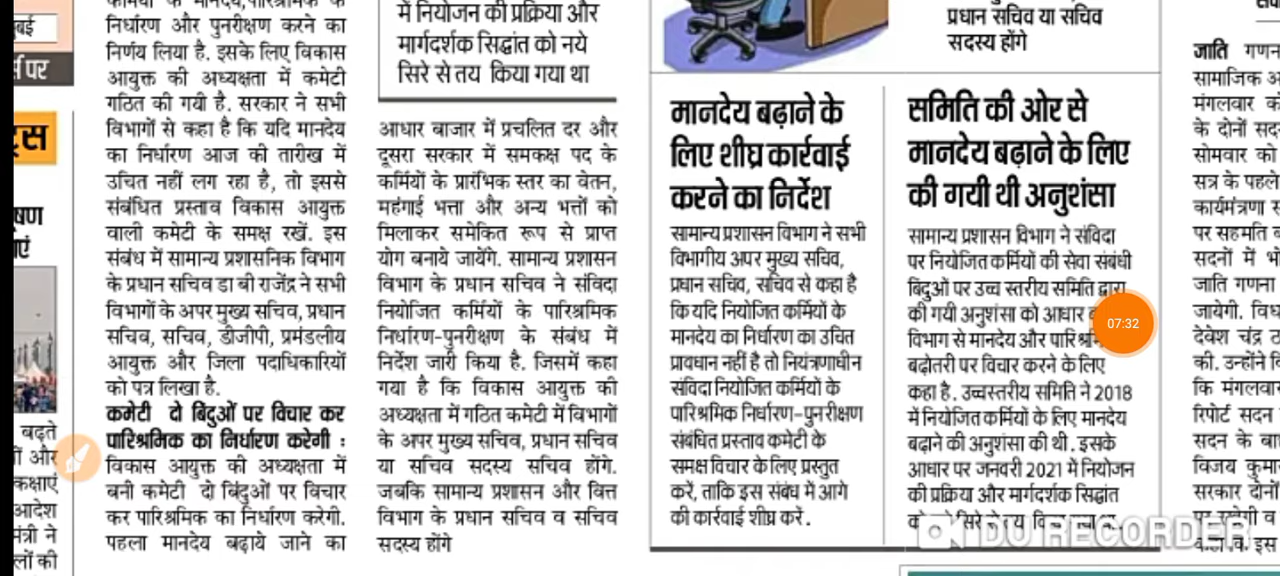 निर्धारण और पुनरीक्षण करने का
निर्णय लिया है. इसके लिए विकास
आयुक्त की अध्यक्षता में कमेटी
गठित की गयी है. सरकार ने सभी
विभागों से कहा है कि यदि मानदेय
का निर्धारण आज की तारीख में
उचित नहीं लग रहा है, तो इससे
संबंधित प्रस्ताव विकास आयुक्त
वाली कमेटी के समक्ष रखें. इस
संबंध में सामान्य प्रशासनिक विभाग
के प्रधान सचिव डा बी राजेंद्र ने सभी
विभागों के अपर मुख्य सचिव, प्रधान
सचिव, सचिव, डीजीपी, प्रमंडलीय
आयुक्त और जिला पदाधिकारियों
को पत्र लिखा है.
कमेटी दो बिदुओं पर विचार कर
पारिश्रमिक का निर्धारण करेगी :
विकास आयुक्त की अध्यक्षता में
बनी कमेटी दो बिंदुओं पर विचार
कर पारिश्रमिक का निर्धारण करेगी.
पहला मानदेय बढ़ाये जाने का
में नियोजन की प्रक्रिया और
मार्गदर्शक सिद्धांत को नये
सिरे से तय किया गया था
आधार बाजार में प्रचलित दर और
दूसरा सरकार में समकक्ष पद के
कर्मियों के प्रारंभिक स्तर का वेतन,
महंगाई भत्ता और अन्य भत्तों को
मिलाकर समेकित रूप से प्राप्त
योग बनाये जायेंगे. सामान्य प्रशासन
विभाग के प्रधान सचिव ने संविदा
नियोजित कर्मियों के पारिश्रमिक
निर्धारण-पुनरीक्षण के संबंध में
निर्देश जारी किया है. जिसमें कहा
गया है कि विकास आयुक्त की
अध्यक्षता में गठित कमेटी में विभागों
के अपर मुख्य सचिव, प्रधान सचिव
या सचिव सदस्य सचिव होंगे.
जबकि सामान्य प्रशासन और वित्त
विभाग के प्रधान सचिव व सचिव
सदस्य होंगे
प्रधान सचिव या सचिव
सदस्य होंगे
मानदेय बढ़ाने के
लिए शीघ्र कार्रवाई
करने का निर्देश
सामान्य प्रशासन विभाग ने सभी
विभागीय अपर मुख्य सचिव,
प्रधान सचिव, सचिव से कहा है
कि यदि नियोजित कर्मियों के
मानदेय का निर्धारण का उचित
प्रावधान नहीं है तो नियंत्रणाधीन
संविदा नियोजित कर्मियों के
पारिश्रमिक निर्धारण-पुनरीक्षण
संबंधित प्रस्ताव कमेटी के
समक्ष विचार के लिए प्रस्तुत
करें, ताकि इस संबंध में आगे
की कार्रवाई शीघ्र करें.
समिति की ओर से
मानदेय बढ़ाने के लिए
की गयी थी अनुशंसा
सामान्य प्रशासन विभाग ने संविदा
पर नियोजित कर्मियों की सेवा संबंधी
बिंदुओं पर उच्च स्तरीय समिति द्वारा
की गयी अनुशंसा को आधार
विभाग से मानदेय और
बढ़ोतरी पर विचार करने के लिए
कहा है. उच्चस्तरीय समिति ने 2018
में नियोजित कर्मियों के लिए मानदेय
बढ़ाने की अनुशंसा की थी. इसके
आधार पर जनवरी 2021 में नियोजन
की प्रक्रिया और मार्गदर्शक सिद्धांत
07:32
DU RECORDER
जाति